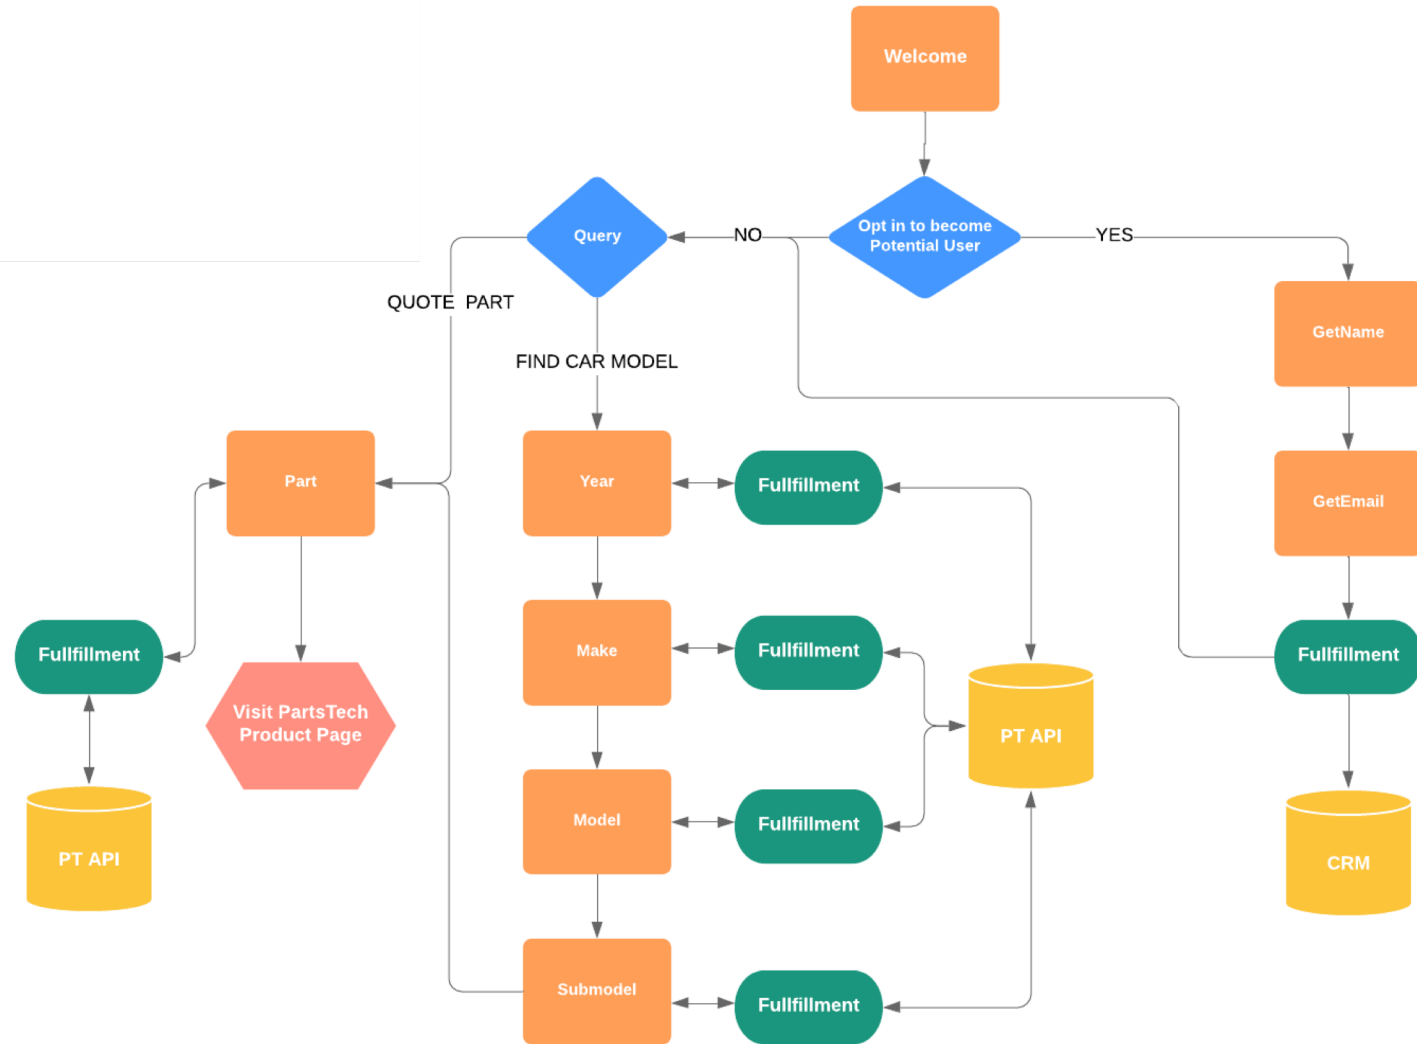 Welcome
Opt in to become
Potential User
NO
YES
Query
QUOTE PART
FIND CAR MODEL
GetName
GetEmail
Fullfillment
CRM
Part
Year
Fullfillment
Make
Fullfillment
Model
Fullfillment
Submodel
Fullfillment
PT API
Fullfillment
PT API
Visit PartsTech
Product Page